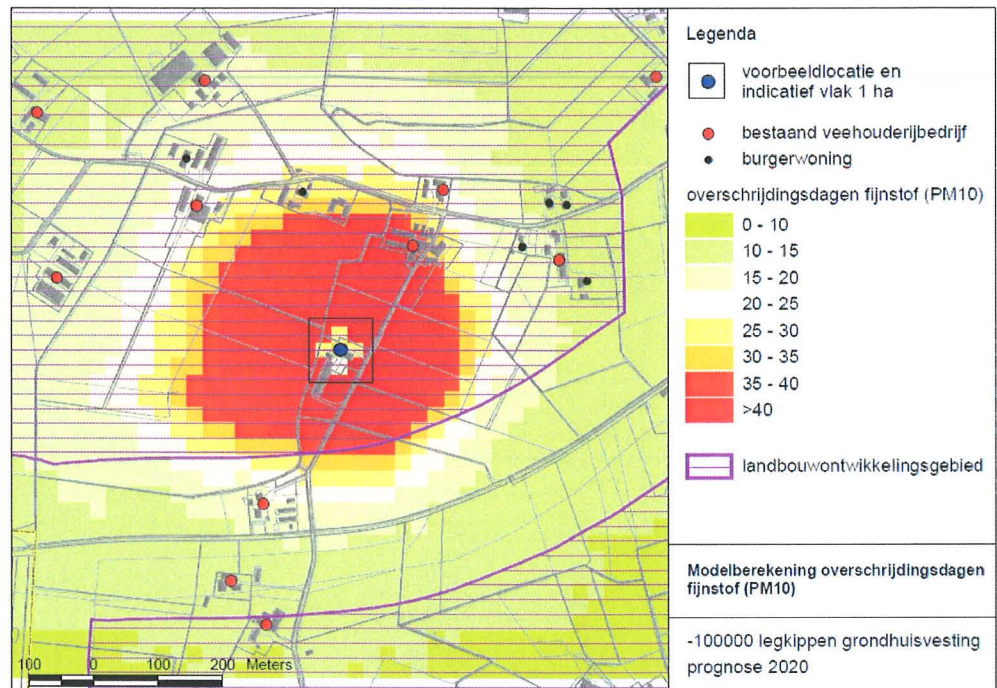 Legenda
voorbeeldlocatie en
indicatief vlak 1 ha
bestaand veehouderijbedrijf
burgerwoning
overschrijdingsdagen fijnstof (PM10)
0 - 10
10 - 15
15 - 20
20 - 25
25 - 30
30 - 35
35 - 40
>40
landbouwontwikkelingsgebied
Modelberekening overschrijdingsdagen
fijnstof (PM10)
-100000 legkippen grondhuisvesting
prognose 2020
100 0 100 200 Meters